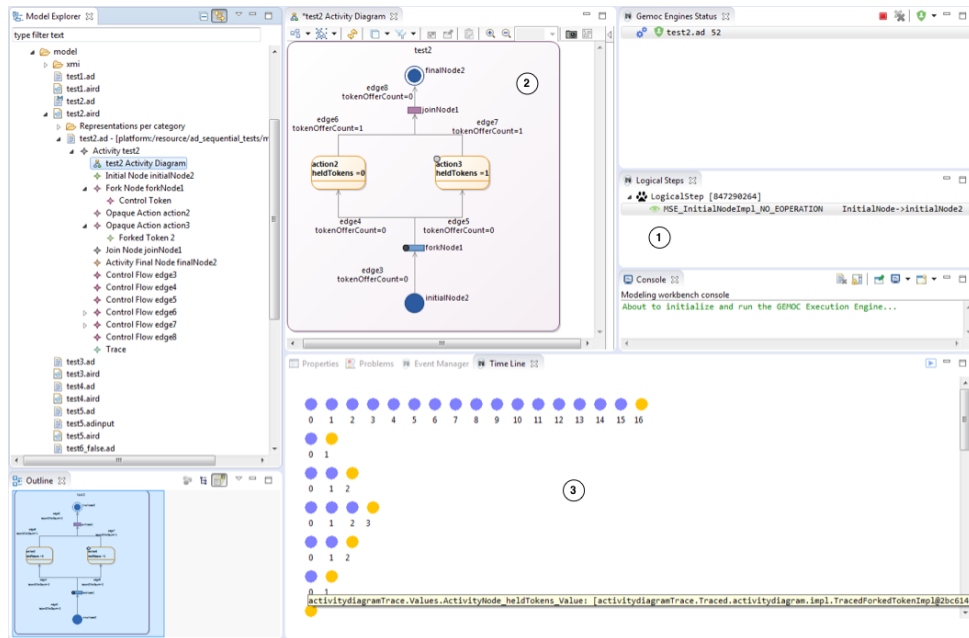 Model Explorer
type filter text
model
xmi
test1.ad
test1.aird
test2.ad
test2.aird
Representations per category
test2.ad - [platform:/resource/ad_sequential_tests/m
Activity test2
test2 Activity Diagram
Initial Node initialNode2
Fork Node forkNode1
Control Token
Opaque Action action2
Opaque Action action3
Forked Token 2
Join Node joinNode1
Activity Final Node finalNode2
Control Flow edge3
Control Flow edge4
Control Flow edge5
Control Flow edge6
Control Flow edge7
Control Flow edge8
Trace
test3.ad
test3.aird
test4.ad
test4.aird
test5.ad
test5.adinput
test5.aird
test6_false.ad
Outline
*test2 Activity Diagram
test2
finalNode2
edge8
tokenOfferCount=0
2
joinNode1
edge6
tokenOfferCount=1
edge7
tokenOfferCount=1
action2
heldTokens =0
action3
heldTokens =1
edge4
tokenOfferCount=0
edge5
tokenOfferCount=0
forkNode1
edge3
tokenOfferCount=0
initialNode2
Gemoc Engines Status
test2.ad 52
Logical Steps
LogicalStep [847290264]
MSE_InitialNodeImpl_NO_EOPERATION InitialNode->initialNode2
1
Console
Modeling workbench console
About to initialize and run the GEMOC Execution Engine...
Properties Problems Event Manager Time Line
0 1 2 3 4 5 6 7 8 9 10 11 12 13 14 15 16
0 1
0 1 2
3
0 1 2 3
0 1 2
0 1
activitydiagramTrace.Values.ActivityNode_heldTokens_Value: [activitydiagramTrace.Traced.activitydiagram.impl.TracedForkedTokenImpl@2bc614